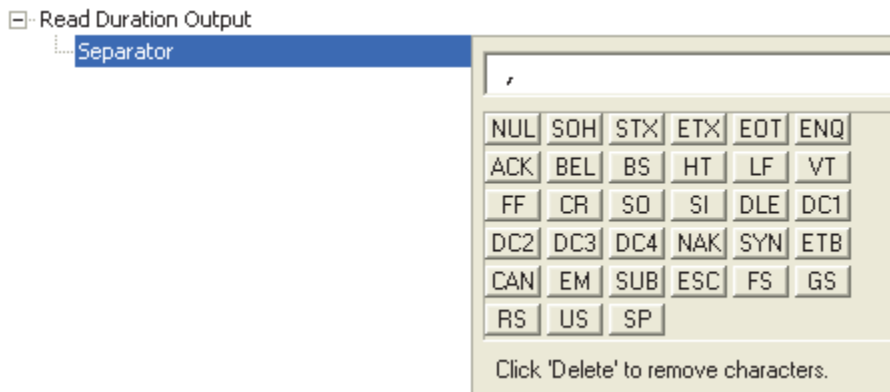 Read Duration Output
Separator
,
NUL SOH STX ETX EOT ENQ
ACK BEL BS HT LF VT
FF CR SO SI DLE DC1
DC2 DC3 DC4 NAK SYN ETB
CAN EM SUB ESC FS GS
RS US SP
Click 'Delete' to remove characters.